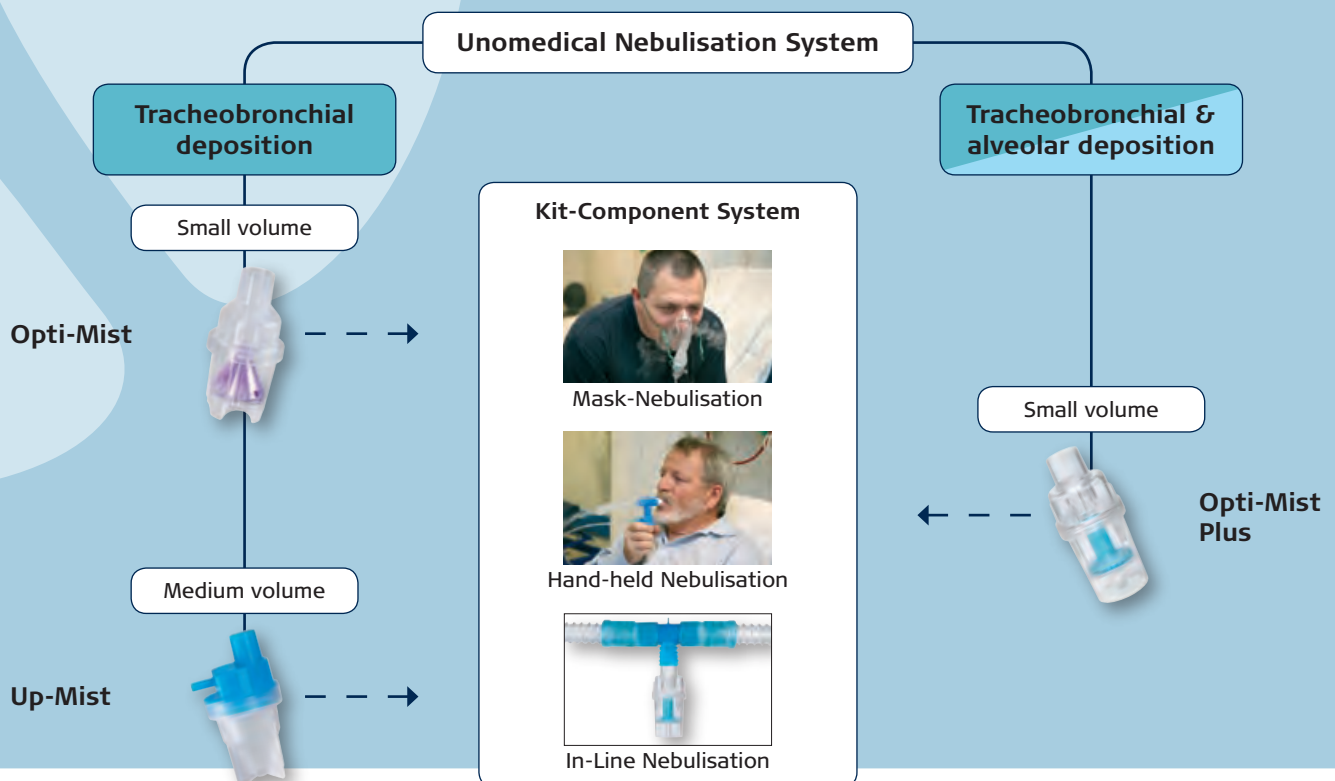 Unomedical Nebulisation System
Tracheobronchial
deposition
Small volume
Opti-Mist
Medium volume
Up-Mist
Kit-Component System
Mask-Nebulisation
Hand-held Nebulisation
In-Line Nebulisation
Tracheobronchial &
alveolar deposition
Small volume
Opti-Mist
Plus